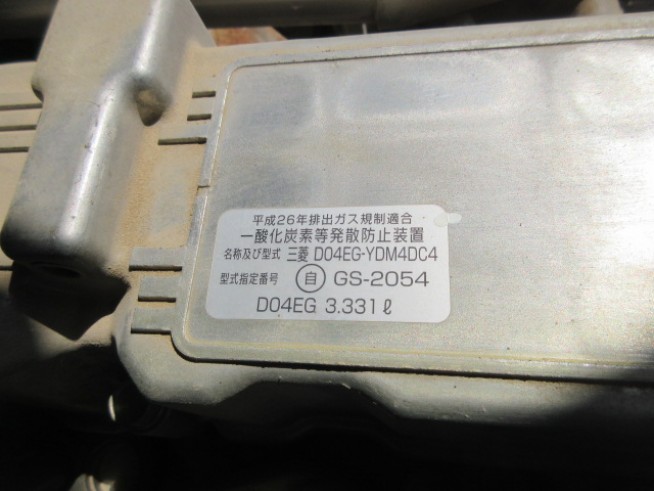 平成26年排出ガス規制適合
一酸化炭素等発散防止装置
名称及び型式 三菱 D04EG-YDM4DC4
型式指定番号 自 GS-2054
D04EG 3.331ℓ